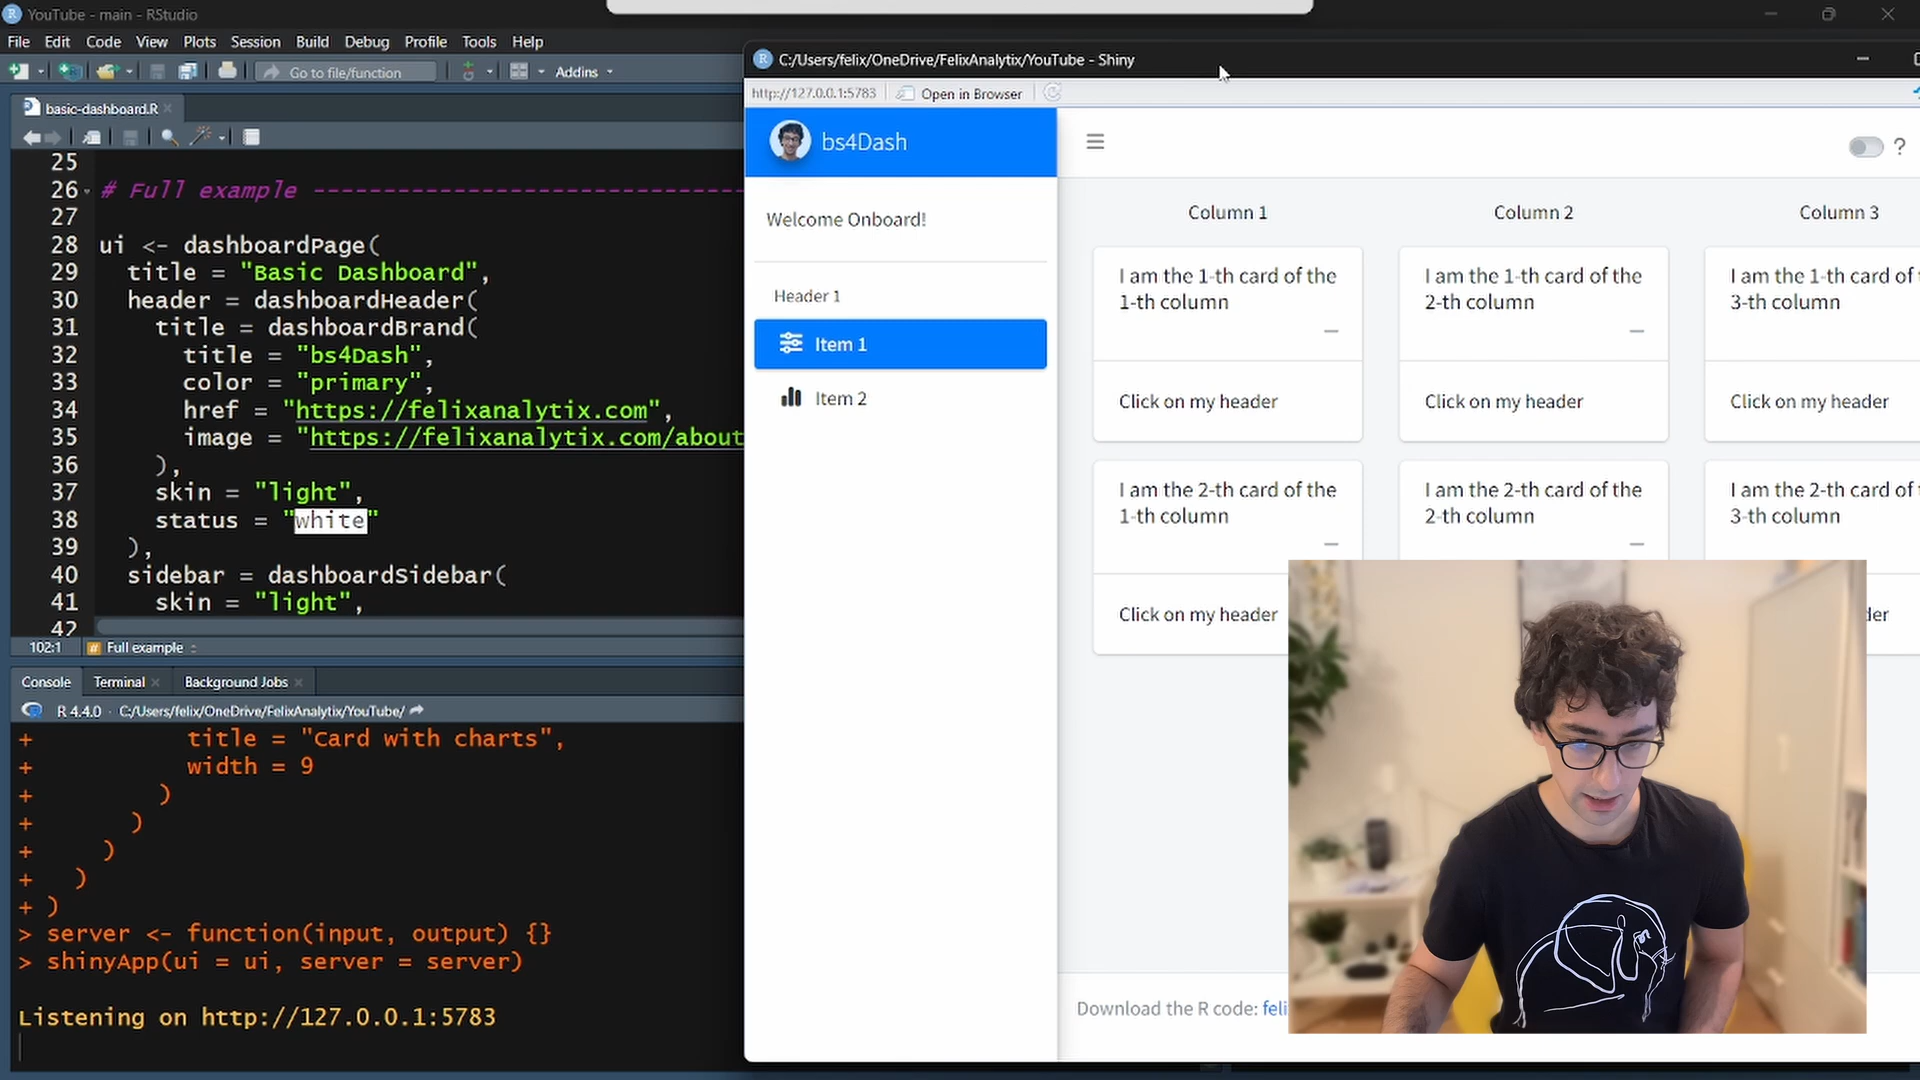 YouTube - main - RStudio
File Edit Code View Plots Session Build Debug Profile Tools Help
Go to file/function
Addins
basic-dashboard.R
25
26 # Full example ------------------------------
27
28 ui <- dashboardPage(
29 title = "Basic Dashboard",
30 header = dashboardHeader(
31 title = dashboardBrand(
32 title = "bs4Dash",
33 color = "primary",
34 href = "https://felixanalytix.com",
35 image = "https://felixanalytix.com/about
36 ),
37 skin = "light",
38 status = "white"
39 ),
40 sidebar = dashboardSidebar(
41 skin = "light",
42
102:1 # Full example
Console Terminal Background Jobs
R 4.4.0 · C:/Users/felix/OneDrive/FelixAnalytix/YouTube/
+ title = "Card with charts",
+ width = 9
+ )
+ )
+ )
+ )
+ )
> server <- function(input, output) {}
> shinyApp(ui = ui, server = server)
Listening on http://127.0.0.1:5783
C:/Users/felix/OneDrive/FelixAnalytix/YouTube - Shiny
http://127.0.0.1:5783 Open in Browser
bs4Dash
?
Welcome Onboard!
Header 1
Item 1
Item 2
Column 1
I am the 1-th card of the
1-th column
Click on my header
I am the 2-th card of the
1-th column
Click on my header
Column 2
I am the 1-th card of the
2-th column
Click on my header
I am the 2-th card of the
2-th column
Column 3
I am the 1-th card of
3-th column
Click on my header
I am the 2-th card of
3-th column
Download the R code: feli